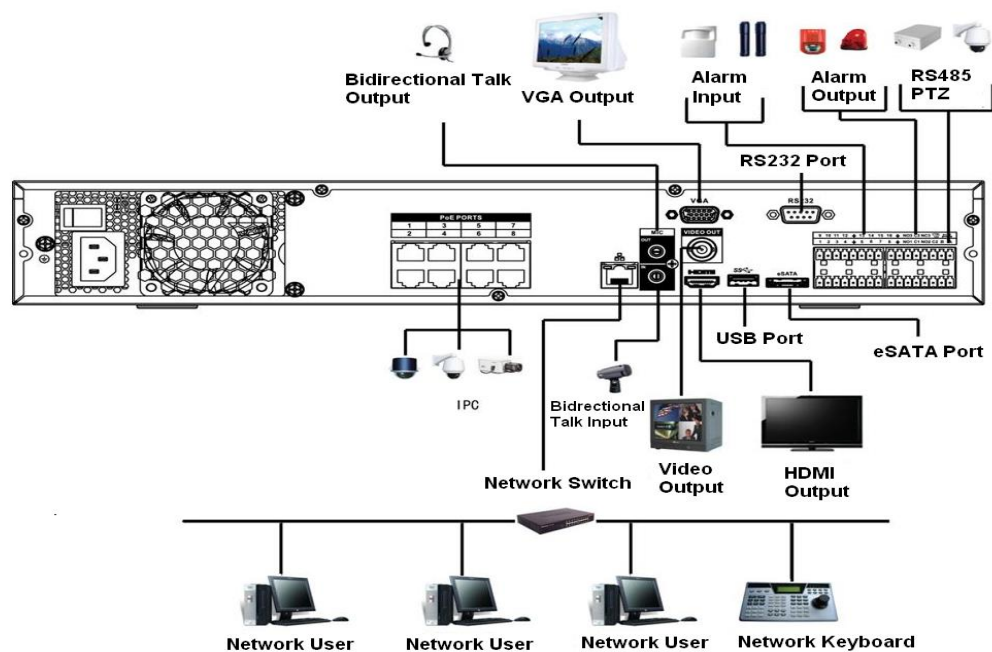 Bidirectional Talk
Output
VGA Output
Alarm
Input
Alarm
Output
RS485
PTZ
RS232 Port
VGA
RS232
PoE PORTS
1 3 5 7
2 4 6 8
MIC
OUT
VIDEO OUT
HDMI
eSATA
USB Port
eSATA Port
IPC
Bidrectional
Talk Input
Network Switch
Video
Output
HDMI
Output
Network User
Network User
Network User
Network Keyboard